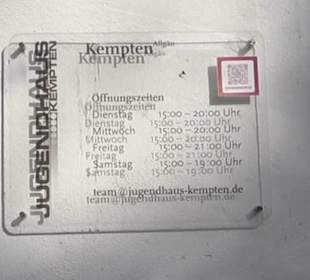 JUGENDHAUS
KEMPTEN
Kempten Allgäu
Öffnungszeiten
Dienstag 15:00 – 20:00 Uhr
Mittwoch 15:00 – 20:00 Uhr
Freitag 15:00 – 21:00 Uhr
Samstag 15:00 – 19:00 Uhr
team@jugendhaus-kempten.de